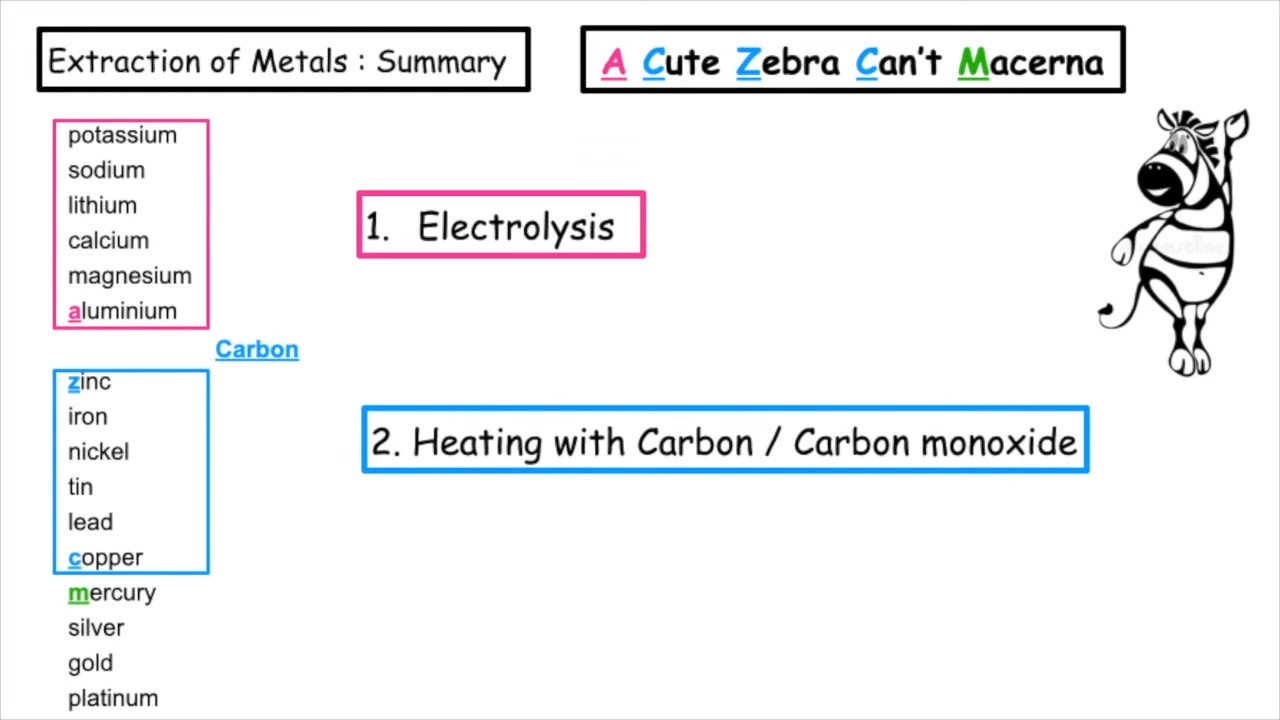 Extraction of Metals : Summary
A Cute Zebra Can't Macerna
potassium
sodium
lithium
calcium
magnesium
aluminium
1. Electrolysis
Carbon
zinc
iron
nickel
tin
lead
copper
2. Heating with Carbon / Carbon monoxide
mercury
silver
gold
platinum